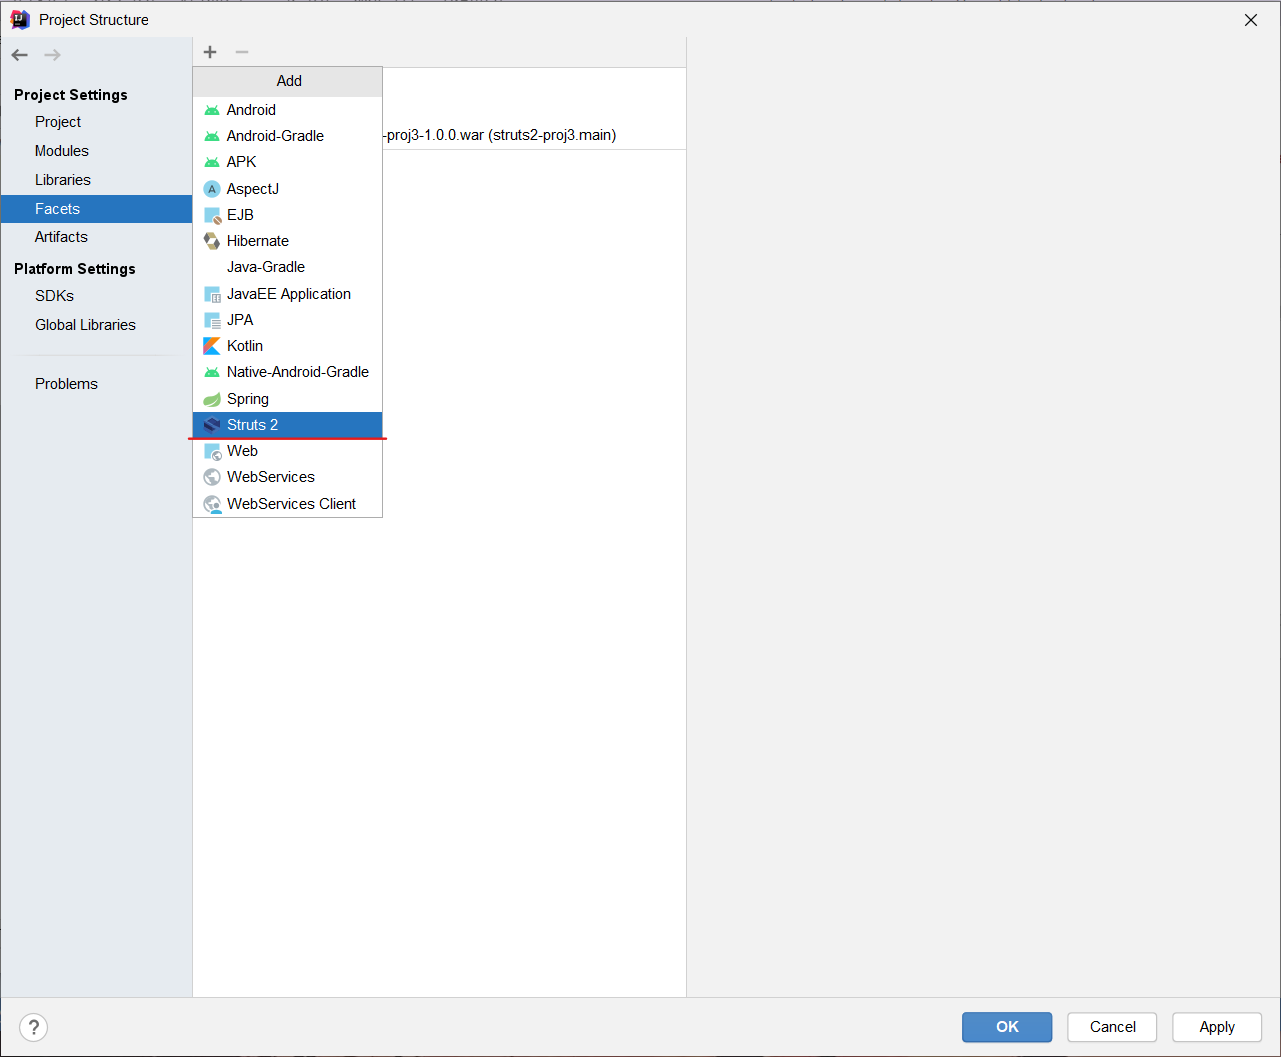 Project Structure
Project Settings
Project
Modules
Libraries
Facets
Artifacts
Platform Settings
SDKs
Global Libraries
Problems
Add
Android
Android-Gradle
APK
AspectJ
EJB
Hibernate
Java-Gradle
JavaEE Application
JPA
Kotlin
Native-Android-Gradle
Spring
Struts 2
Web
WebServices
WebServices Client
-proj3-1.0.0.war (struts2-proj3.main)
?
OK
Cancel
Apply